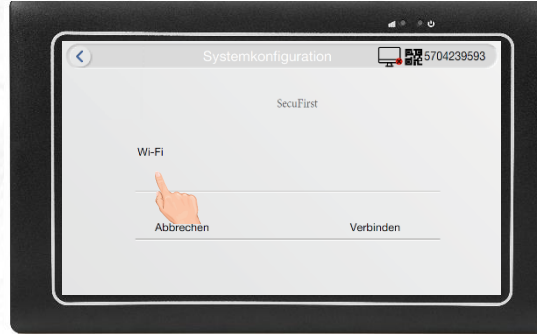 Systemkonfiguration
5704239593
SecuFirst
Wi-Fi
Abbrechen
Verbinden